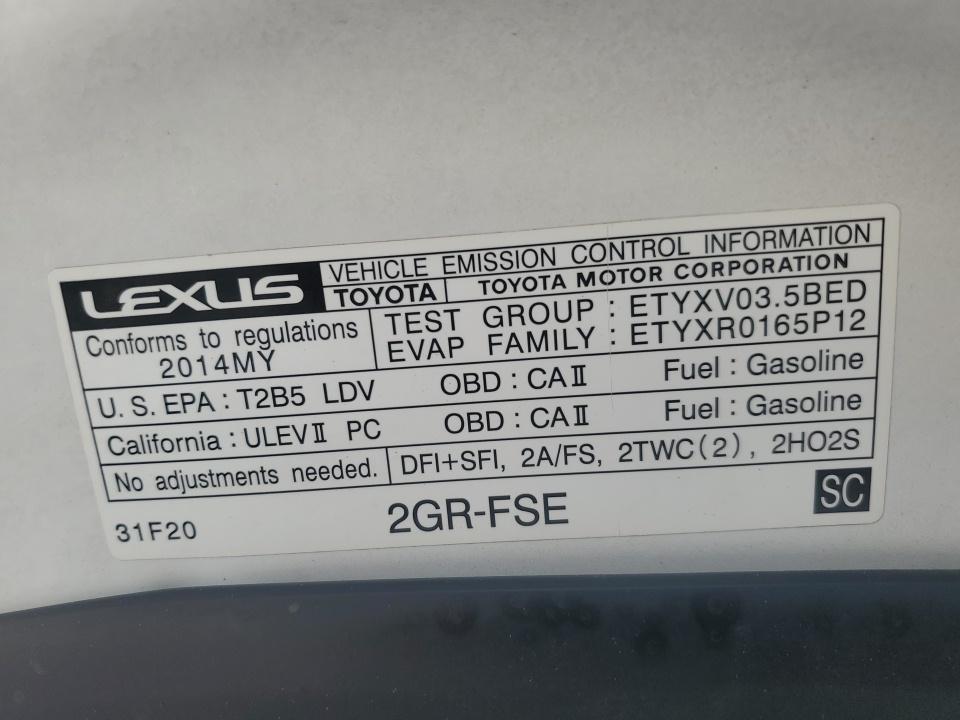 LEXUS
VEHICLE EMISSION CONTROL INFORMATION
TOYOTA TOYOTA MOTOR CORPORATION
Conforms to regulations
2014MY
TEST GROUP : ETYXV03.5BED
EVAP FAMILY : ETYXR0165P12
U. S. EPA : T2B5 LDV OBD : CAⅡ Fuel : Gasoline
California : ULEVⅡ PC OBD : CAⅡ Fuel : Gasoline
No adjustments needed. DFI+SFI, 2A/FS, 2TWC(2), 2HO2S
31F20 2GR-FSE SC